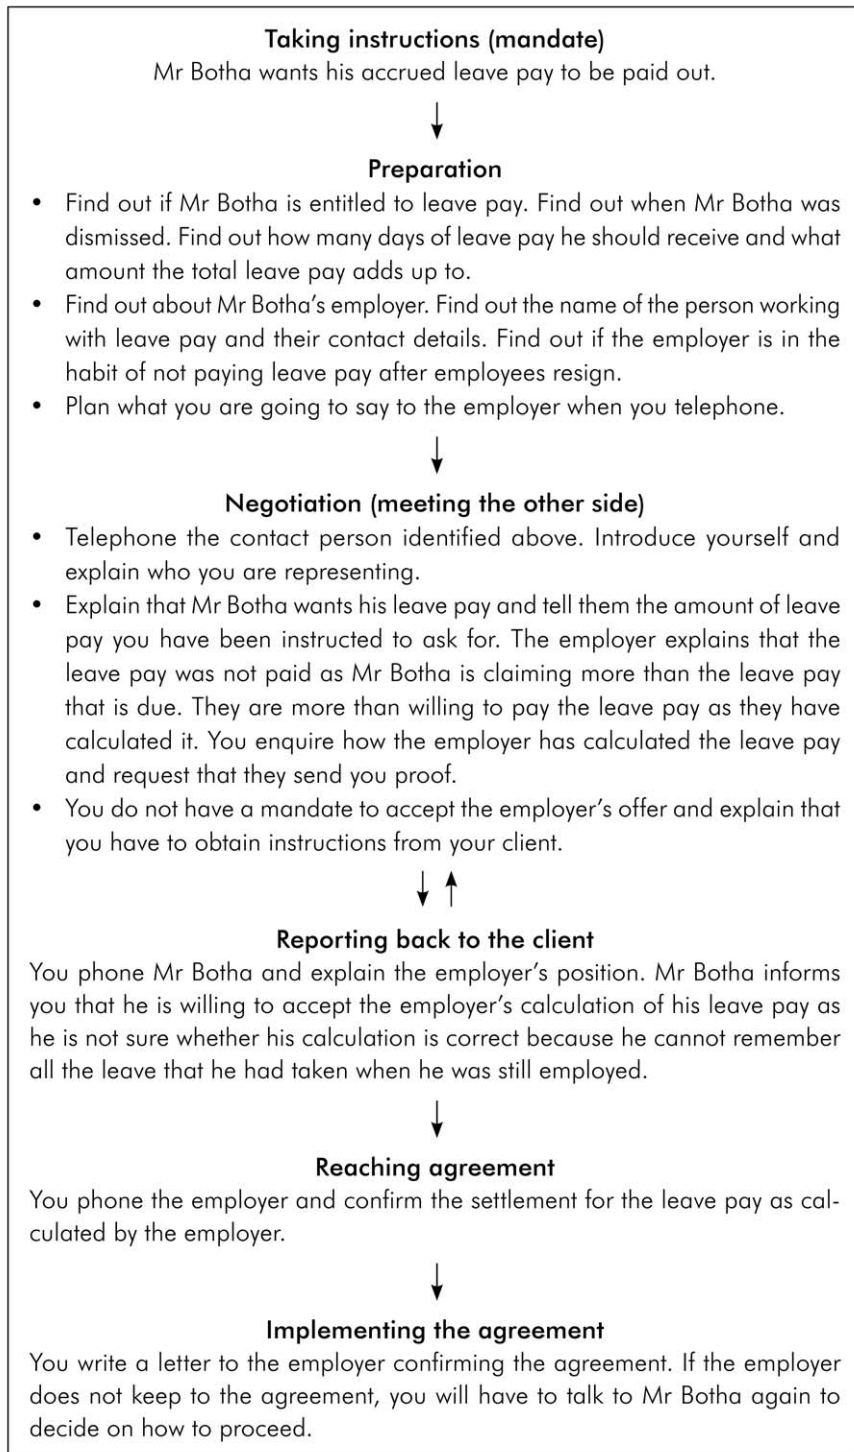 Taking instructions (mandate)
Mr Botha wants his accrued leave pay to be paid out.
↓
Preparation
• Find out if Mr Botha is entitled to leave pay. Find out when Mr Botha was
dismissed. Find out how many days of leave pay he should receive and what
amount the total leave pay adds up to.
• Find out about Mr Botha's employer. Find out the name of the person working
with leave pay and their contact details. Find out if the employer is in the
habit of not paying leave pay after employees resign.
• Plan what you are going to say to the employer when you telephone.
↓
Negotiation (meeting the other side)
• Telephone the contact person identified above. Introduce yourself and
explain who you are representing.
• Explain that Mr Botha wants his leave pay and tell them the amount of leave
pay you have been instructed to ask for. The employer explains that the
leave pay was not paid as Mr Botha is claiming more than the leave pay
that is due. They are more than willing to pay the leave pay as they have
calculated it. You enquire how the employer has calculated the leave pay
and request that they send you proof.
• You do not have a mandate to accept the employer's offer and explain that
you have to obtain instructions from your client.
↓ ↑
Reporting back to the client
You phone Mr Botha and explain the employer's position. Mr Botha informs
you that he is willing to accept the employer's calculation of his leave pay as
he is not sure whether his calculation is correct because he cannot remember
all the leave that he had taken when he was still employed.
↓
Reaching agreement
You phone the employer and confirm the settlement for the leave pay as cal-
culated by the employer.
↓
Implementing the agreement
You write a letter to the employer confirming the agreement. If the employer
does not keep to the agreement, you will have to talk to Mr Botha again to
decide on how to proceed.